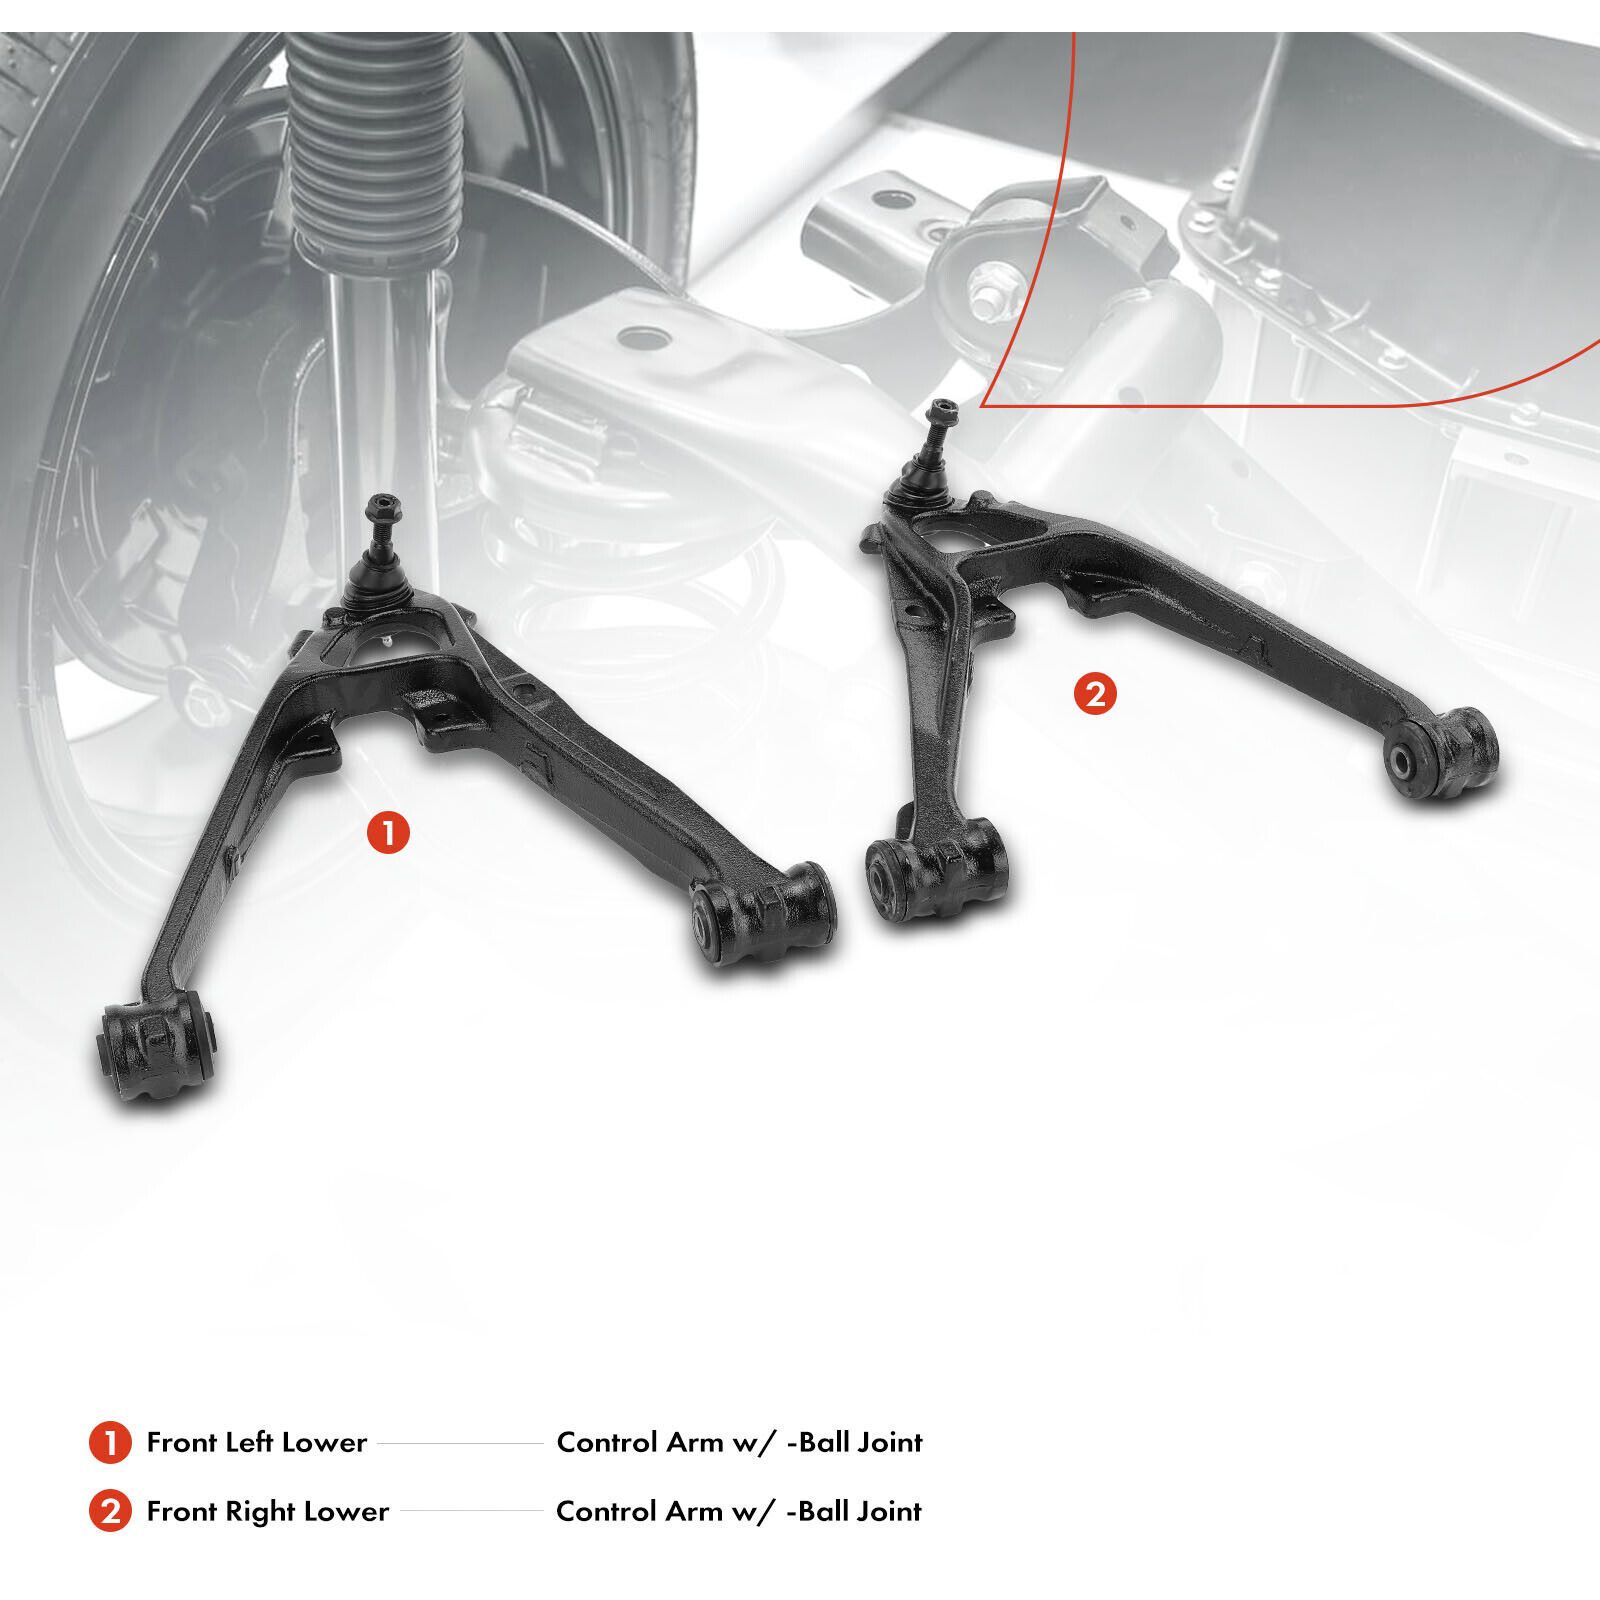 2
1
1 Front Left Lower Control Arm w/ -Ball Joint
2 Front Right Lower Control Arm w/ -Ball Joint